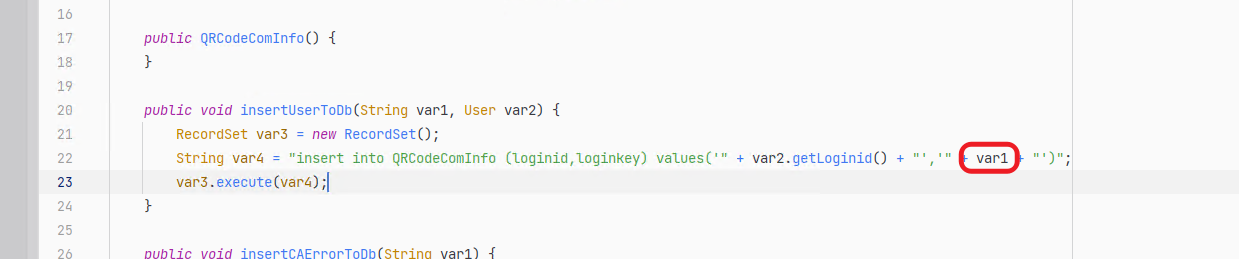 16
17 public QRCodeComInfo() {
18 }
19
20 public void insertUserToDb(String var1, User var2) {
21 RecordSet var3 = new RecordSet();
22 String var4 = "insert into QRCodeComInfo (loginid,loginkey) values('" + var2.getLoginid() + "','" + var1 + "')";
23 var3.execute(var4);
24 }
25
26 public void insertCAErrorToDb(String var1) {